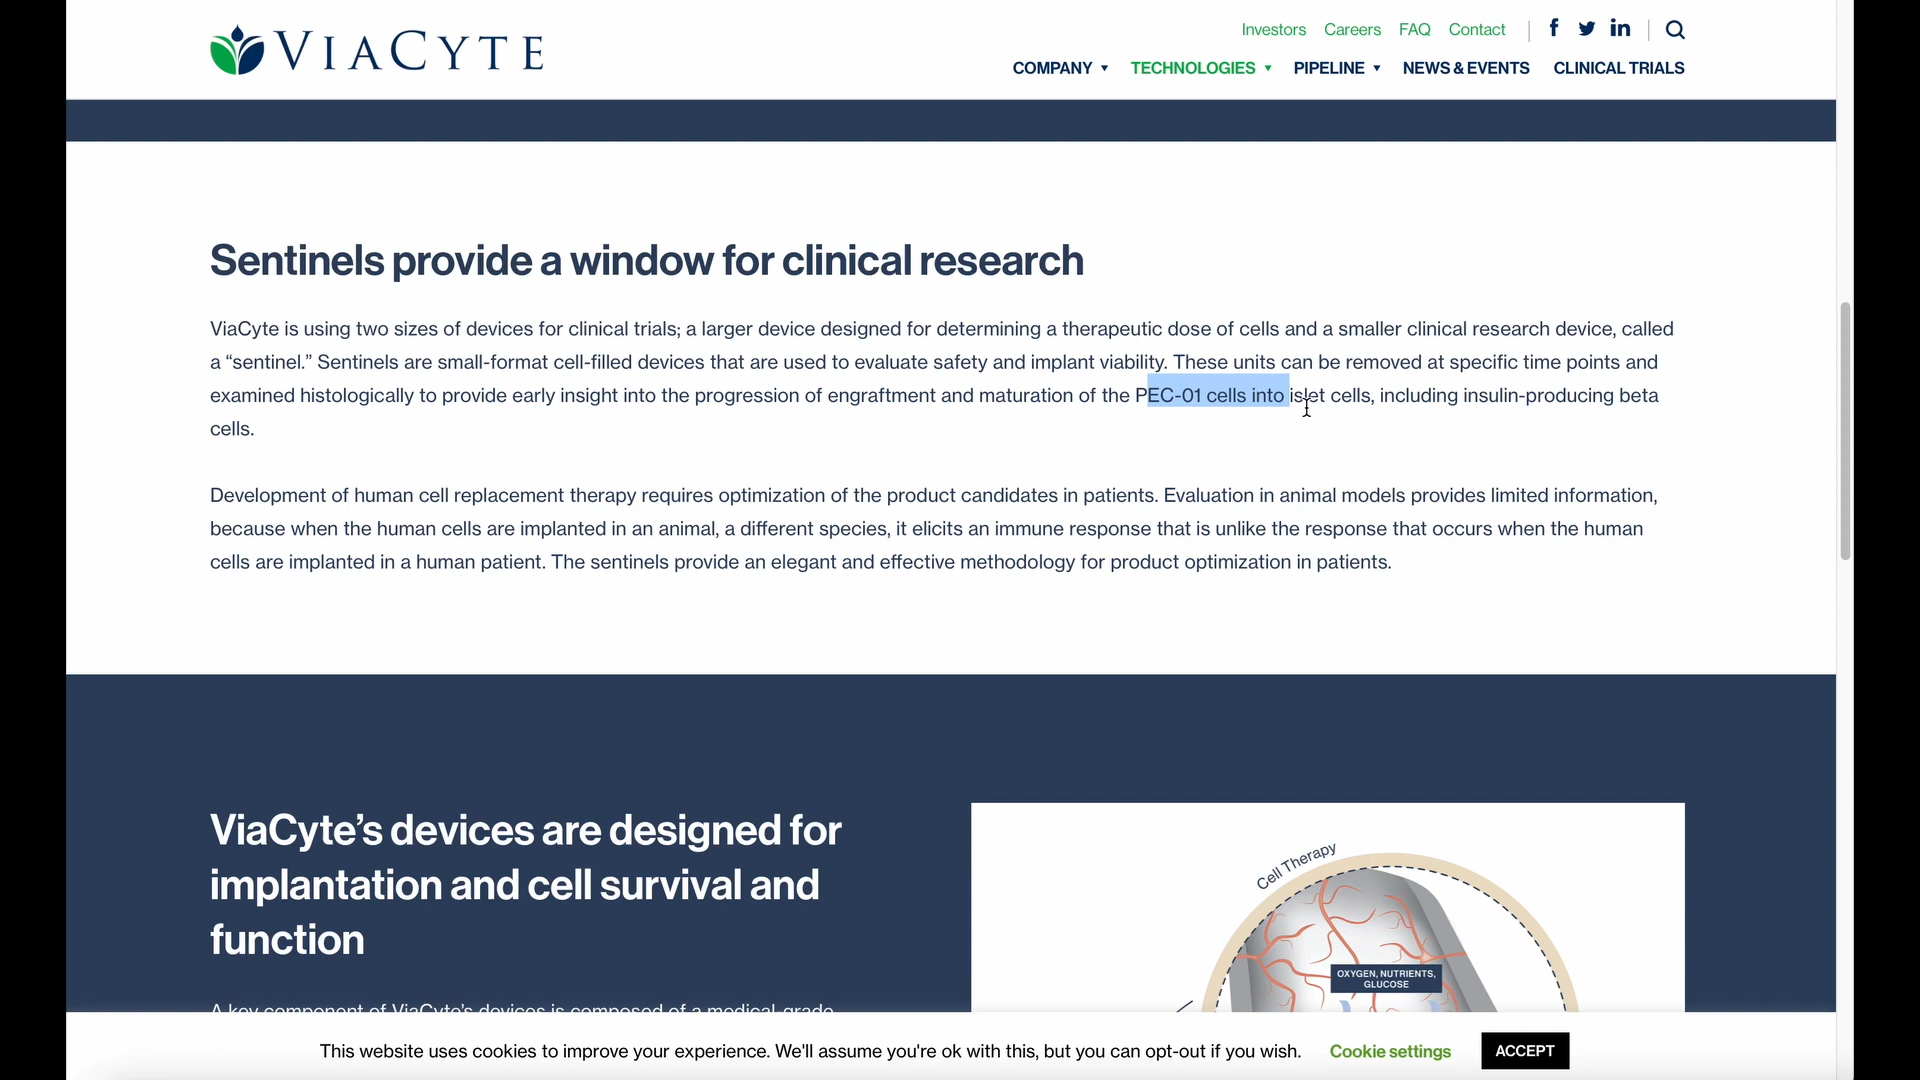 VIACYTE
Investors Careers FAQ Contact
COMPANY TECHNOLOGIES PIPELINE NEWS & EVENTS CLINICAL TRIALS
Sentinels provide a window for clinical research
ViaCyte is using two sizes of devices for clinical trials; a larger device designed for determining a therapeutic dose of cells and a smaller clinical research device, called
a “sentinel.” Sentinels are small-format cell-filled devices that are used to evaluate safety and implant viability. These units can be removed at specific time points and
examined histologically to provide early insight into the progression of engraftment and maturation of the PEC-01 cells into islet cells, including insulin-producing beta
cells.
Development of human cell replacement therapy requires optimization of the product candidates in patients. Evaluation in animal models provides limited information,
because when the human cells are implanted in an animal, a different species, it elicits an immune response that is unlike the response that occurs when the human
cells are implanted in a human patient. The sentinels provide an elegant and effective methodology for product optimization in patients.
ViaCyte’s devices are designed for
implantation and cell survival and
function
A key component of ViaCyte’s devices is composed of a medical-grade
Cell Therapy
OXYGEN, NUTRIENTS,
GLUCOSE
This website uses cookies to improve your experience. We'll assume you're ok with this, but you can opt-out if you wish. Cookie settings ACCEPT